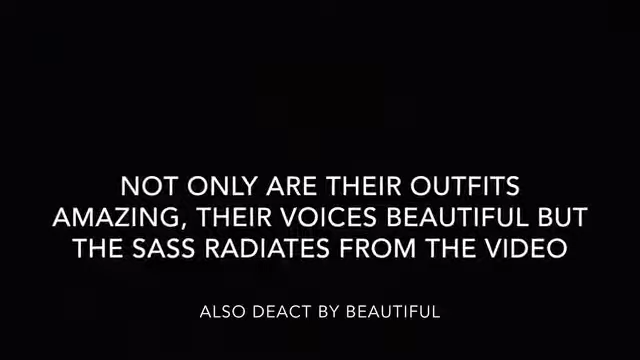 NOT ONLY ARE THEIR OUTFITS
AMAZING, THEIR VOICES BEAUTIFUL BUT
THE SASS RADIATES FROM THE VIDEO
ALSO DEACT BY BEAUTIFUL